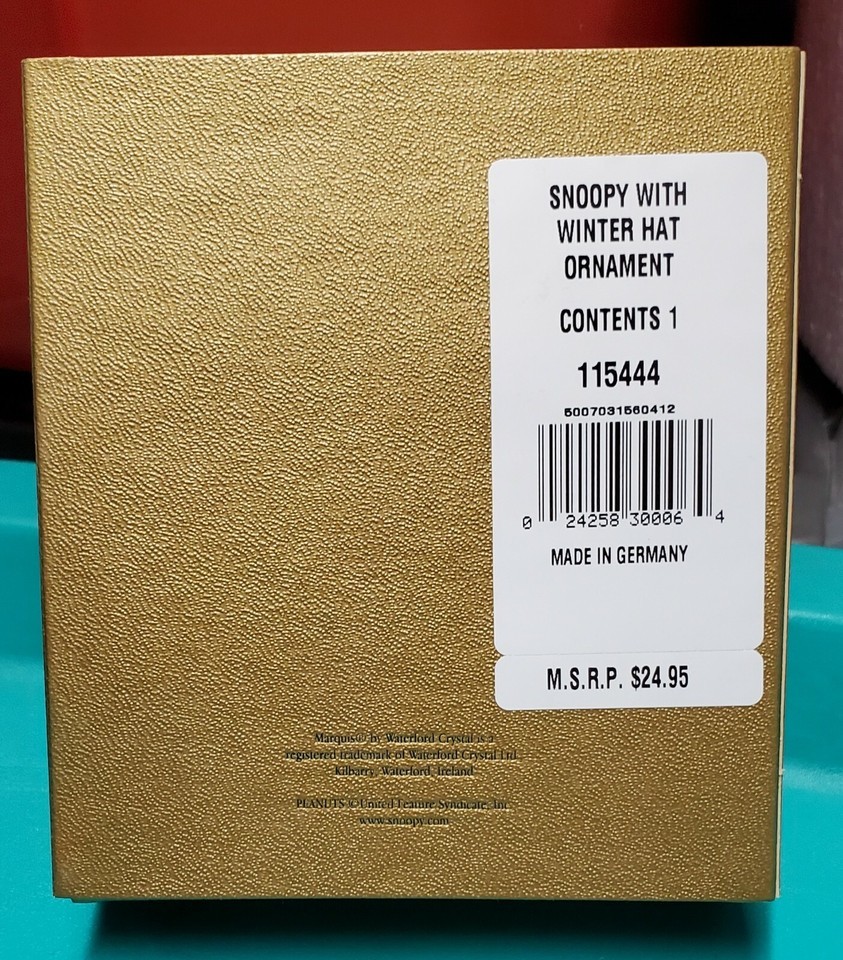 SNOOPY WITH
WINTER HAT
ORNAMENT
CONTENTS 1
115444
5007031560412
0 24258 30006 4
MADE IN GERMANY
M.S.R.P. $24.95
Marquis® by Waterford Crystal is a
registered trademark of Waterford Crystal Ltd.
Kilbarry, Waterford, Ireland
PEANUTS © United Feature Syndicate, Inc.
www.snoopy.com